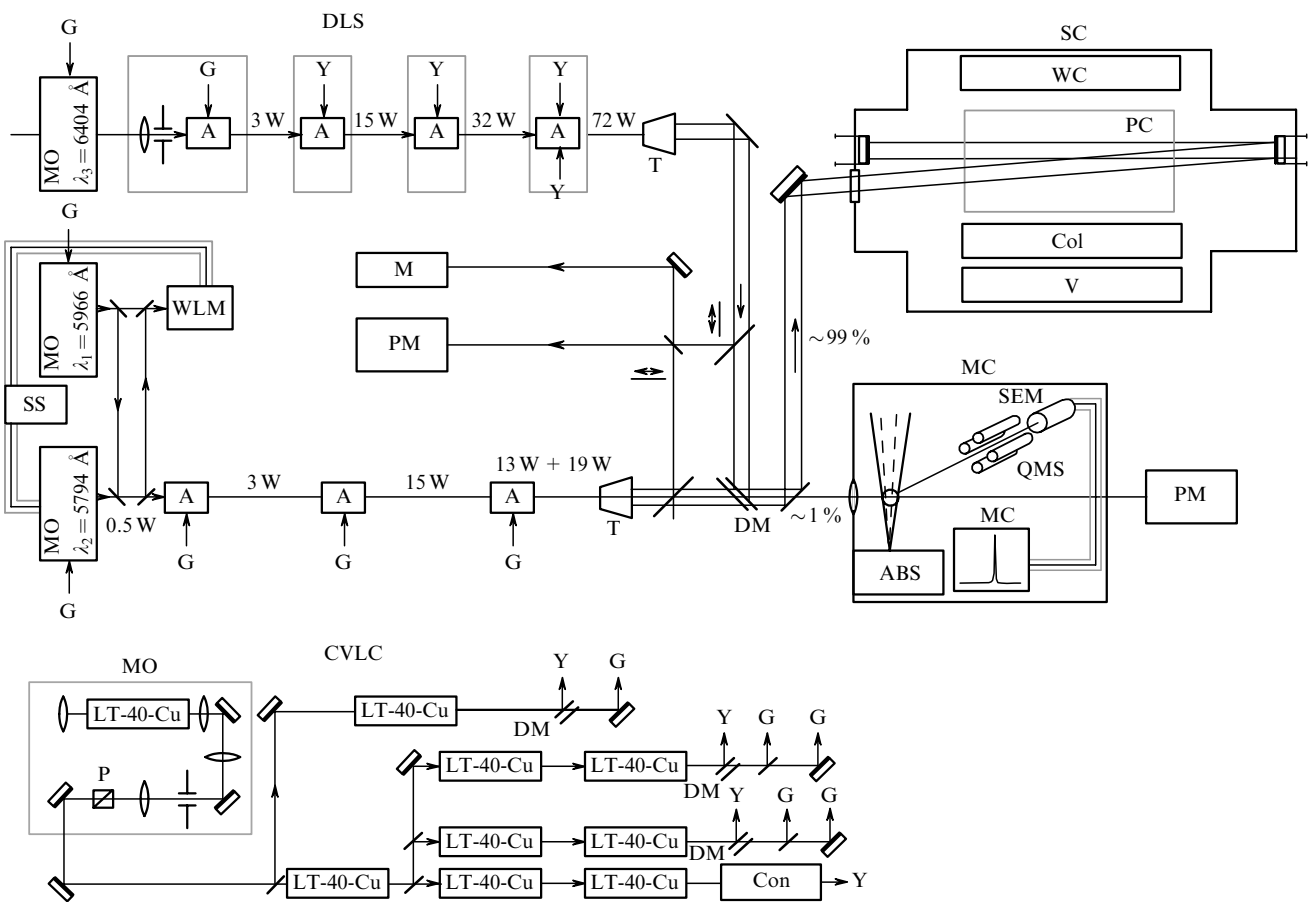 DLS
SC
G
MO
λ₃ = 6404 Å
G
A
3 W
Y
A
15 W
Y
A
32 W
Y
A
Y
72 W
T
WC
PC
Col
V
G
MO
λ₁ = 5966 Å
WLM
SS
M
PM
~99 %
MO
λ₂ = 5794 Å
G
0.5 W
A
G
3 W
A
G
15 W
A
G
13 W + 19 W
T
DM
~1 %
MC
SEM
QMS
MC
ABS
PM
CVLC
MO
LT-40-Cu
P
LT-40-Cu
DM
Y
G
LT-40-Cu
LT-40-Cu
DM
Y
G
G
LT-40-Cu
LT-40-Cu
DM
Y
G
G
LT-40-Cu
LT-40-Cu
LT-40-Cu
Con
Y